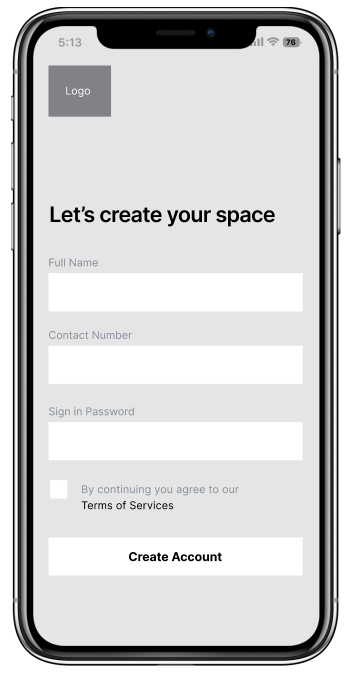 5:13
76
Logo
Let’s create your space
Full Name
Contact Number
Sign in Password
By continuing you agree to our
Terms of Services
Create Account